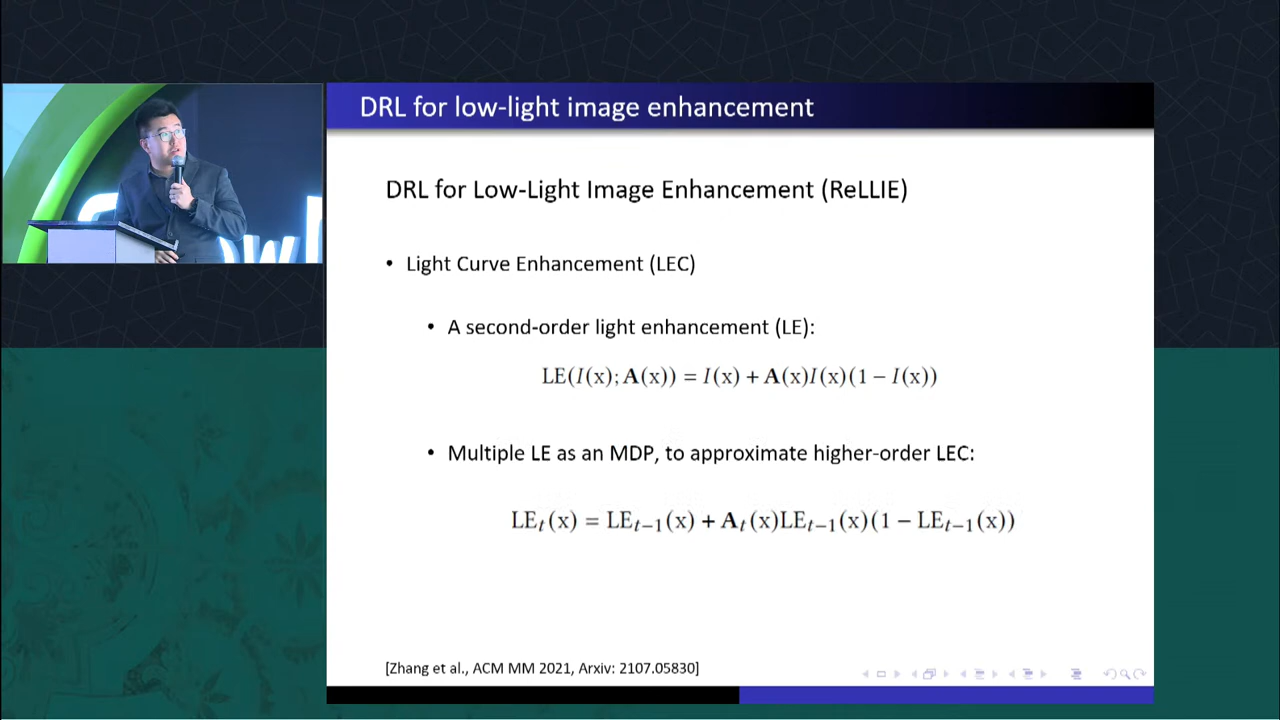 DRL for low-light image enhancement
DRL for Low-Light Image Enhancement (ReLLIE)
• Light Curve Enhancement (LEC)
• A second-order light enhancement (LE):
LE(I(x); A(x)) = I(x) + A(x)I(x)(1 − I(x))
• Multiple LE as an MDP, to approximate higher-order LEC:
LEₜ(x) = LEₜ₋₁(x) + Aₜ(x)LEₜ₋₁(x)(1 − LEₜ₋₁(x))
[Zhang et al., ACM MM 2021, Arxiv: 2107.05830]